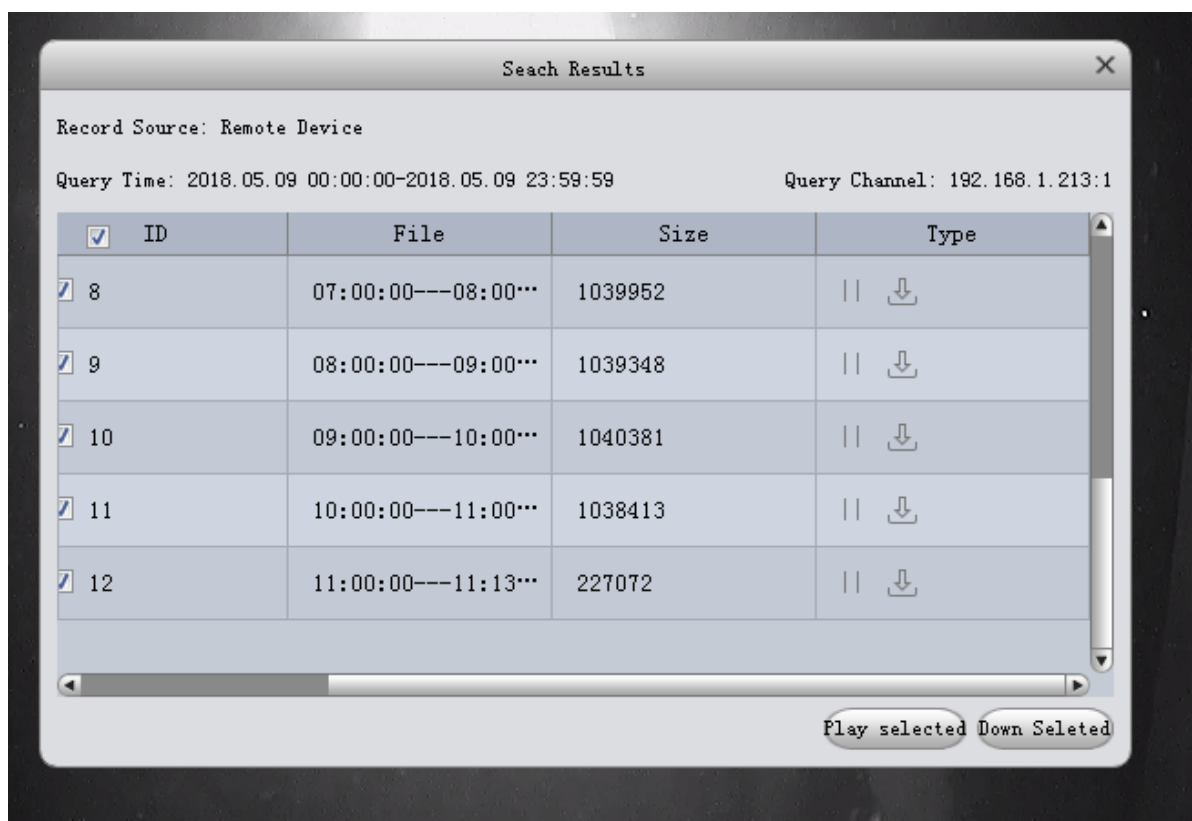 Seach Results
Record Source: Remote Device
Query Time: 2018.05.09 00:00:00-2018.05.09 23:59:59 Query Channel: 192.168.1.213:1
ID File Size Type
8 07:00:00---08:00··· 1039952
9 08:00:00---09:00··· 1039348
10 09:00:00---10:00··· 1040381
11 10:00:00---11:00··· 1038413
12 11:00:00---11:13··· 227072
Play selected Down Seleted